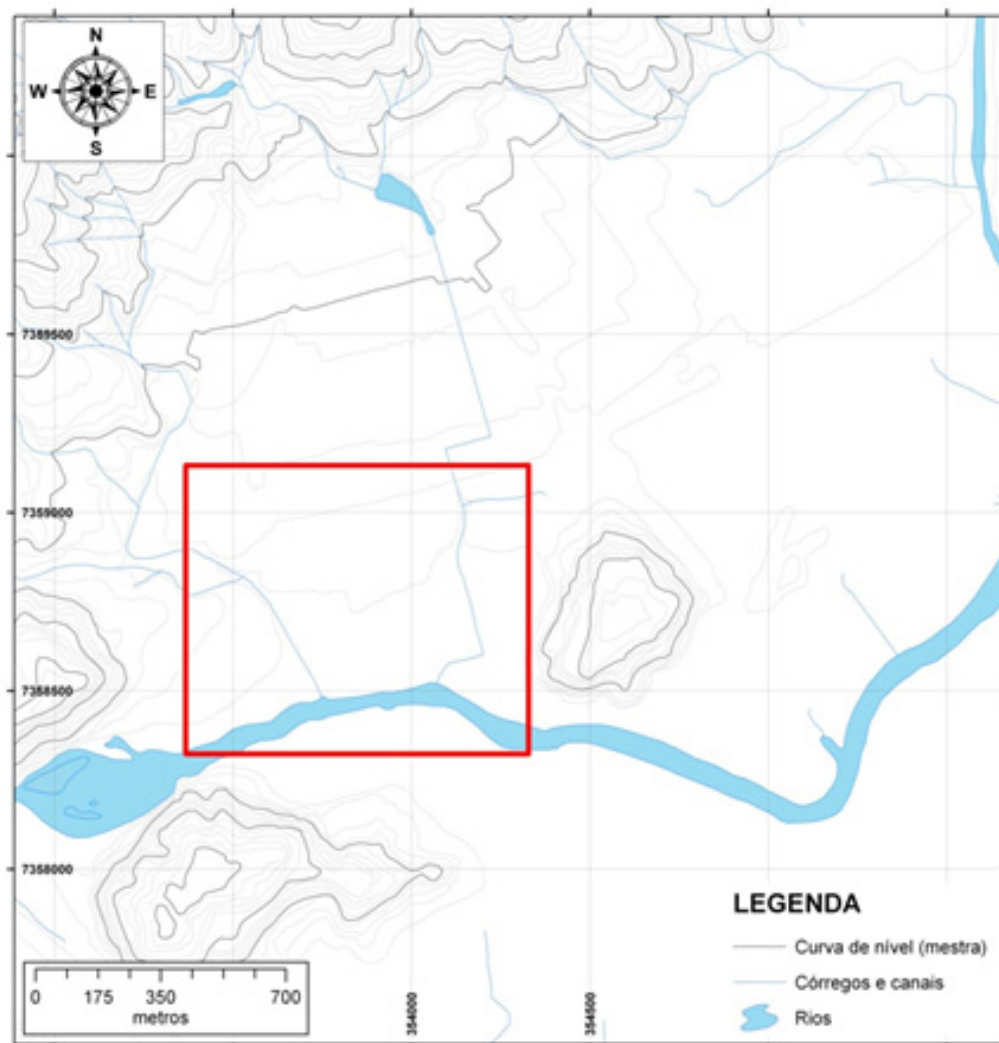 N
W E
S
7359500
7359000
7358500
7358000
LEGENDA
Curva de nível (mestra)
Córregos e canais
Rios
0 175 350 700
metros
354000
354500